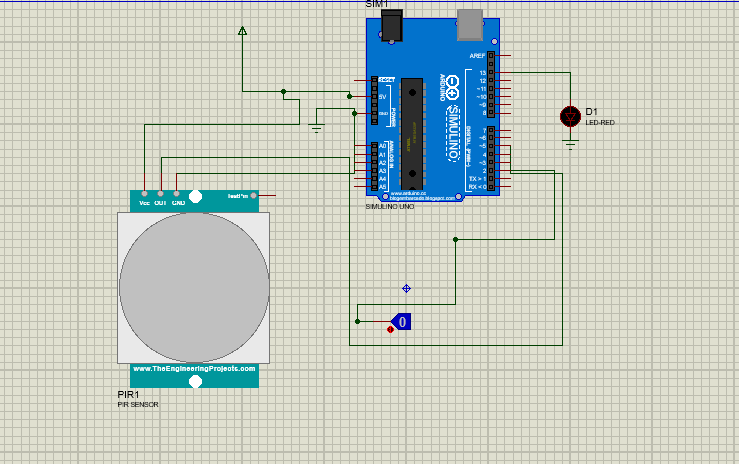 SIM1
AREF
RESET
13
12
5V
~11
~10
~9
GND
8
POWER
ARDUINO
SIMULINO
DIGITAL (PWM~)
7
~6
~5
4
~3
2
TX > 1
RX < 0
ANALOG IN
A0
A1
A2
A3
A4
A5
www.arduino.cc
blogembarcado.blogspot.com
SIMULINO UNO
D1
LED-RED
Vcc OUT GND
TestPin
0
www.TheEngineeringProjects.com
PIR1
PIR SENSOR